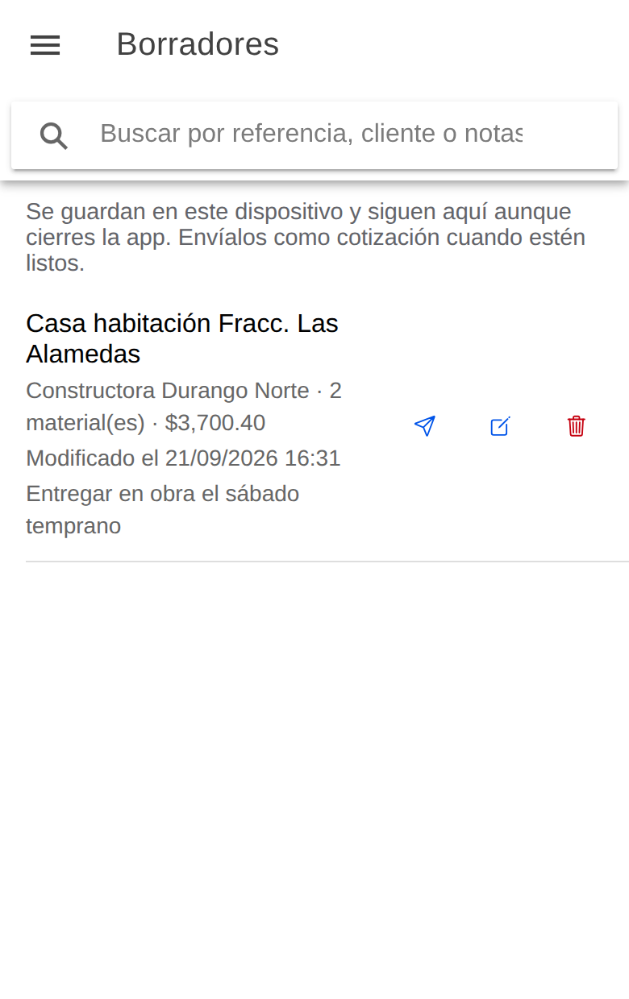 Borradores
Buscar por referencia, cliente o notas
Se guardan en este dispositivo y siguen aquí aunque
cierres la app. Envíalos como cotización cuando estén
listos.
Casa habitación Fracc. Las
Alamedas
Constructora Durango Norte · 2
material(es) · $3,700.40
Modificado el 21/09/2026 16:31
Entregar en obra el sábado
temprano